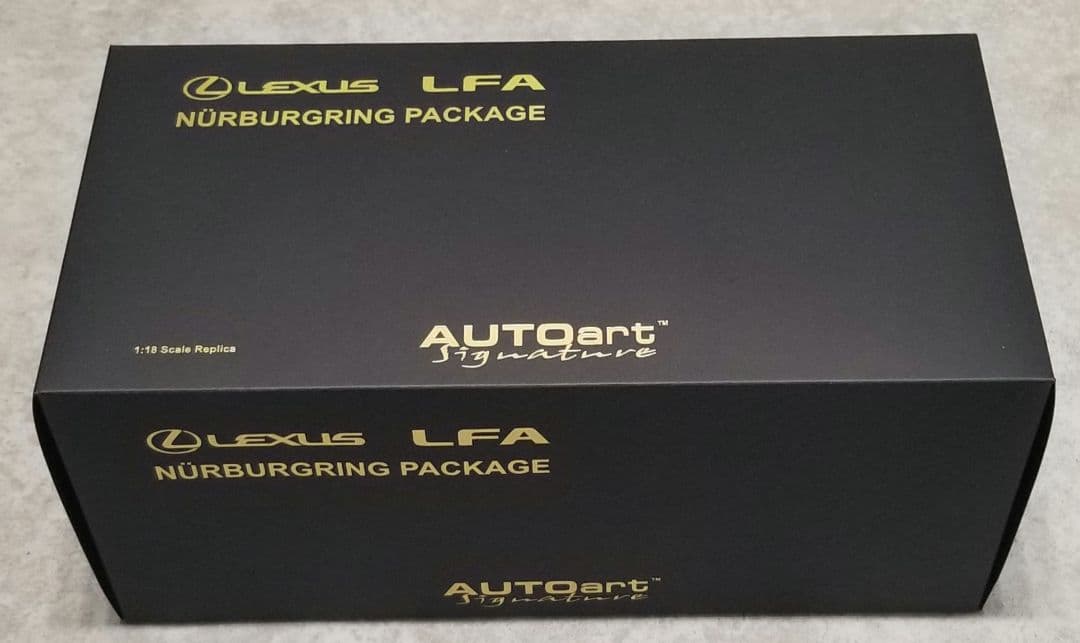 LEXUS LFA
NÜRBURGRING PACKAGE
1:18 Scale Replica
AUTOart™
Signature
LEXUS LFA
NÜRBURGRING PACKAGE
AUTOart™
Signature